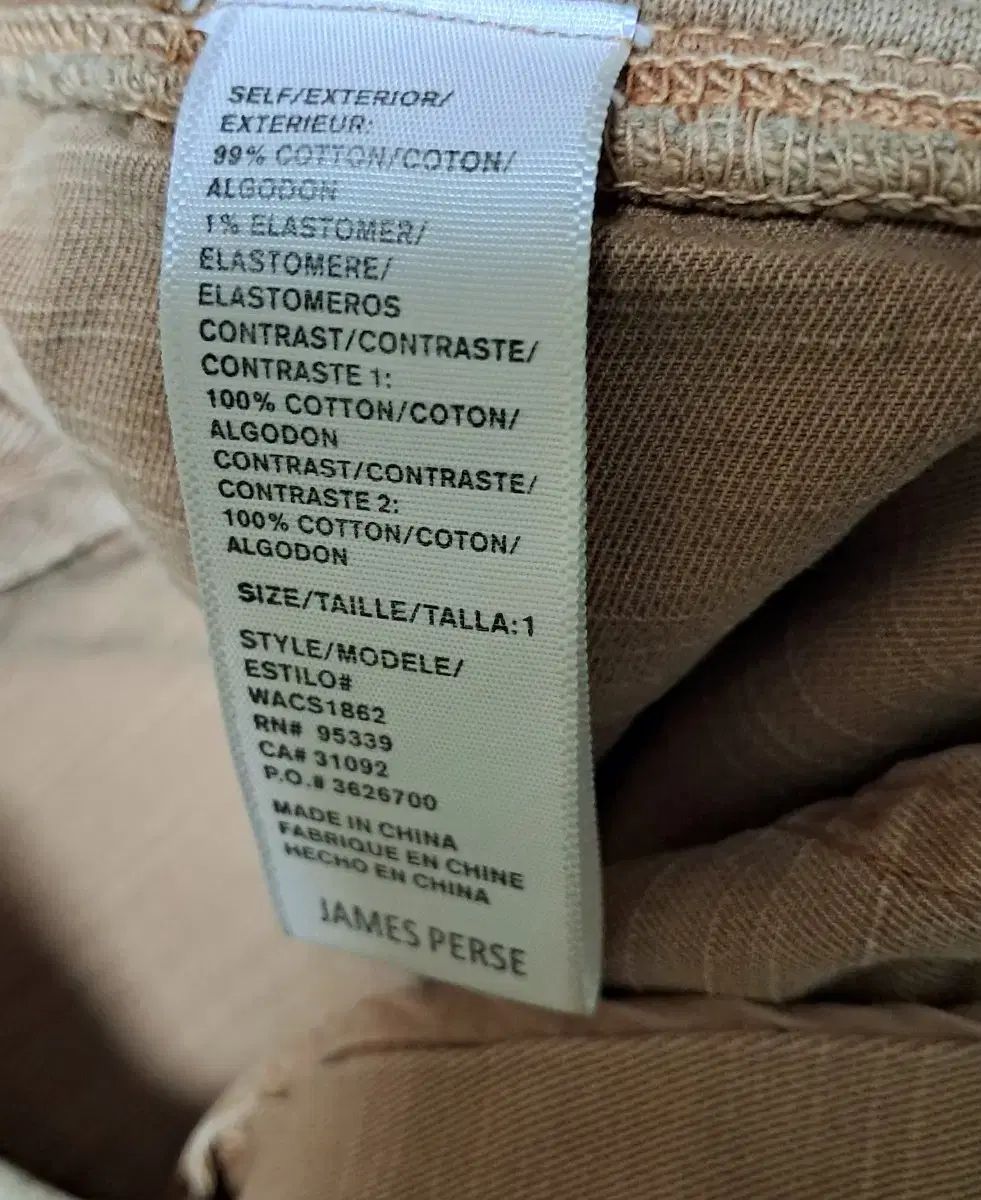 SELF/EXTERIOR/
EXTERIEUR:
99% COTTON/COTON/
ALGODON
1% ELASTOMER/
ELASTOMERE/
ELASTOMEROS
CONTRAST/CONTRASTE/
CONTRASTE 1:
100% COTTON/COTON/
ALGODON
CONTRAST/CONTRASTE/
CONTRASTE 2:
100% COTTON/COTON/
ALGODON
SIZE/TAILLE/TALLA:1
STYLE/MODELE/
ESTILO#
WACS1862
RN# 95339
CA# 31092
P.O.# 3626700
MADE IN CHINA
FABRIQUE EN CHINE
HECHO EN CHINA
JAMES PERSE